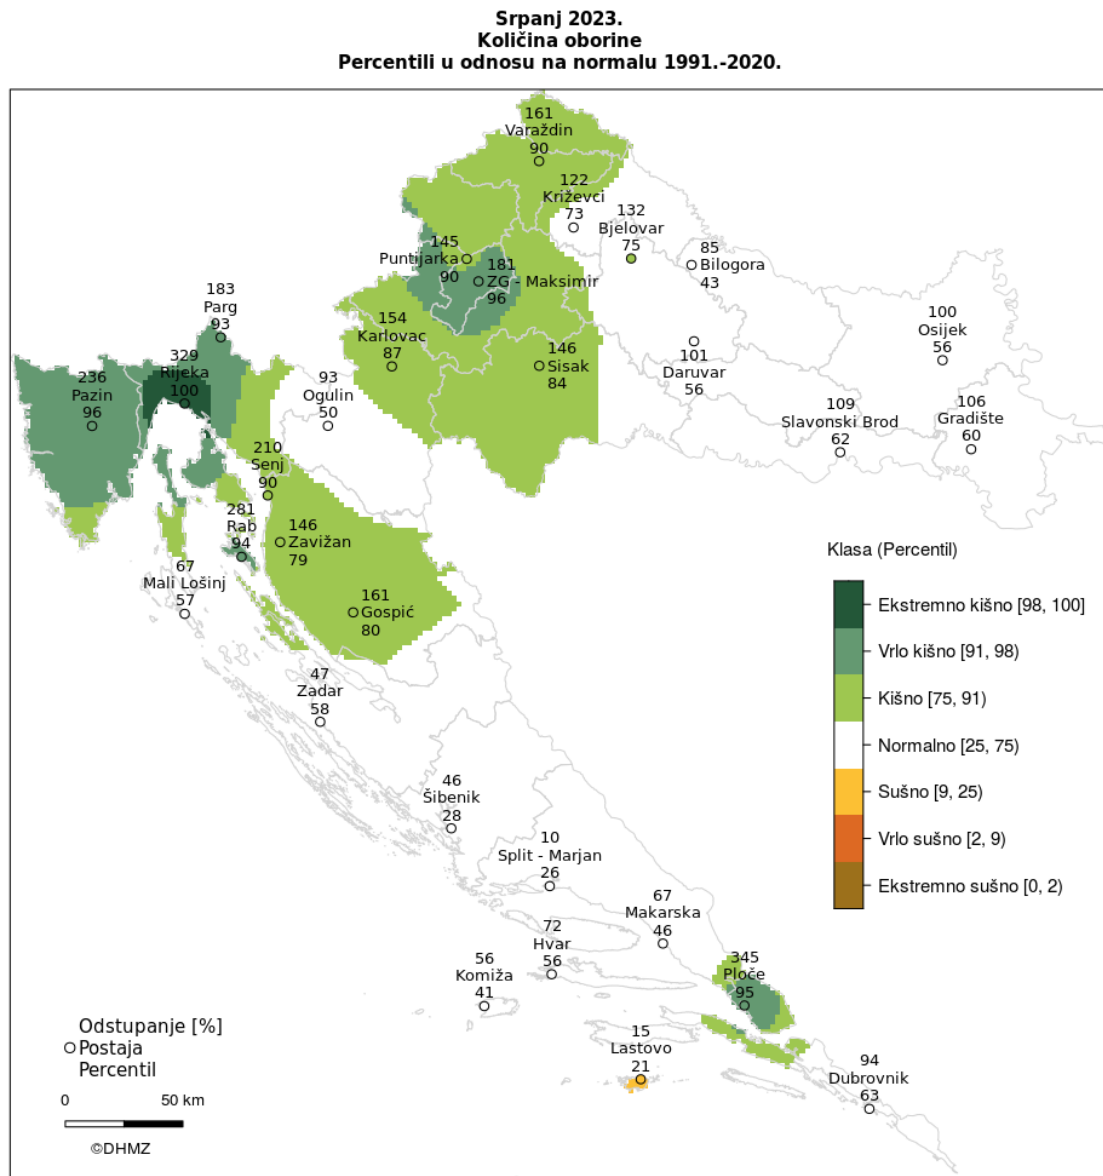 Srpanj 2023.
Količina oborine
Percentili u odnosu na normalu 1991.-2020.
161
Varaždin
90
122
Križevci
73
132
Bjelovar
75
85
Bilogora
43
145
Puntijarka
90
181
ZG - Maksimir
96
183
Parg
93
154
Karlovac
87
146
Sisak
84
101
Daruvar
56
100
Osijek
56
236
Pazin
96
329
Rijeka
100
93
Ogulin
50
109
Slavonski Brod
62
106
Gradište
60
210
Senj
90
281
Rab
94
146
Zavižan
79
67
Mali Lošinj
57
161
Gospić
80
47
Zadar
58
46
Šibenik
28
10
Split - Marjan
26
67
Makarska
46
72
Hvar
56
56
Komiža
41
345
Ploče
95
15
Lastovo
21
94
Dubrovnik
63
Klasa (Percentil)
Ekstremno kišno [98, 100]
Vrlo kišno [91, 98)
Kišno [75, 91)
Normalno [25, 75)
Sušno [9, 25)
Vrlo sušno [2, 9)
Ekstremno sušno [0, 2)
Odstupanje [%]
Postaja
Percentil
0 50 km
©DHMZ